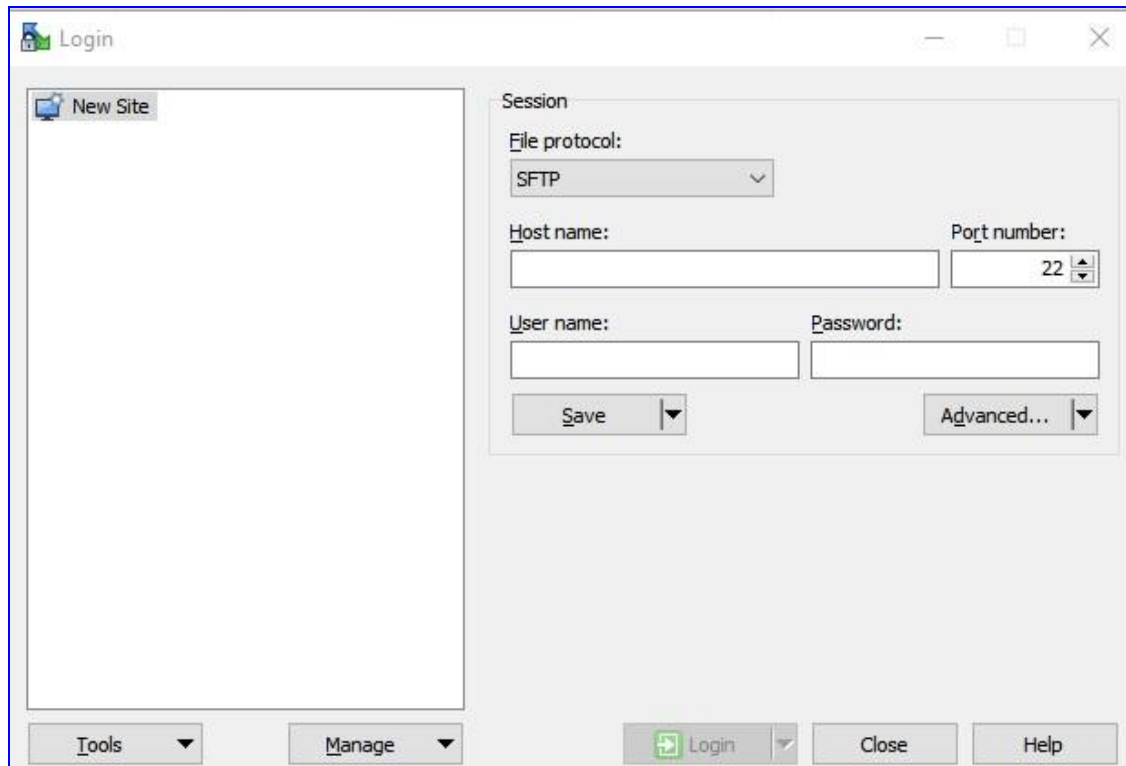 Login
New Site
Session
File protocol:
SFTP
Host name:
Port number:
22
User name:
Password:
Save
Advanced...
Tools
Manage
Login
Close
Help